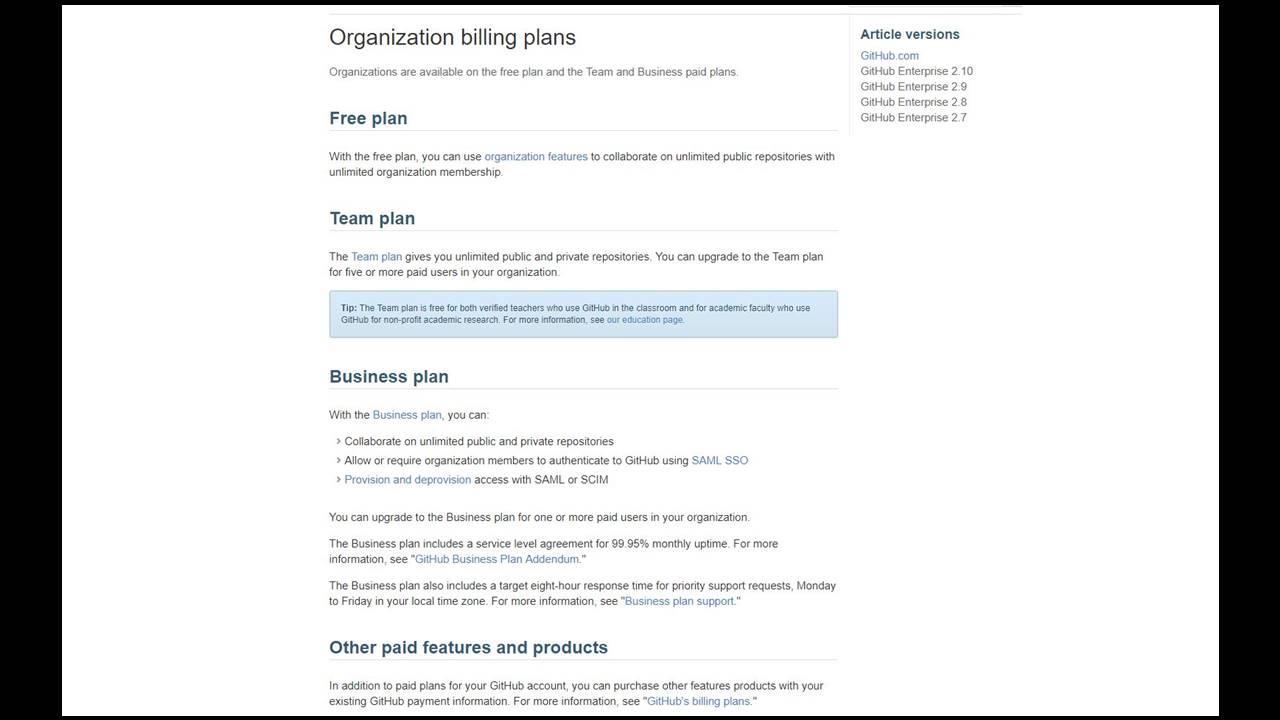 Organization billing plans
Organizations are available on the free plan and the Team and Business paid plans.
Free plan
With the free plan, you can use organization features to collaborate on unlimited public repositories with
unlimited organization membership.
Team plan
The Team plan gives you unlimited public and private repositories. You can upgrade to the Team plan
for five or more paid users in your organization.
Tip: The Team plan is free for both verified teachers who use GitHub in the classroom and for academic faculty who use
GitHub for non-profit academic research. For more information, see our education page.
Business plan
With the Business plan, you can:
› Collaborate on unlimited public and private repositories
› Allow or require organization members to authenticate to GitHub using SAML SSO
› Provision and deprovision access with SAML or SCIM
You can upgrade to the Business plan for one or more paid users in your organization.
The Business plan includes a service level agreement for 99.95% monthly uptime. For more
information, see "GitHub Business Plan Addendum."
The Business plan also includes a target eight-hour response time for priority support requests, Monday
to Friday in your local time zone. For more information, see "Business plan support."
Other paid features and products
In addition to paid plans for your GitHub account, you can purchase other features products with your
existing GitHub payment information. For more information, see "GitHub's billing plans."
Article versions
GitHub.com
GitHub Enterprise 2.10
GitHub Enterprise 2.9
GitHub Enterprise 2.8
GitHub Enterprise 2.7